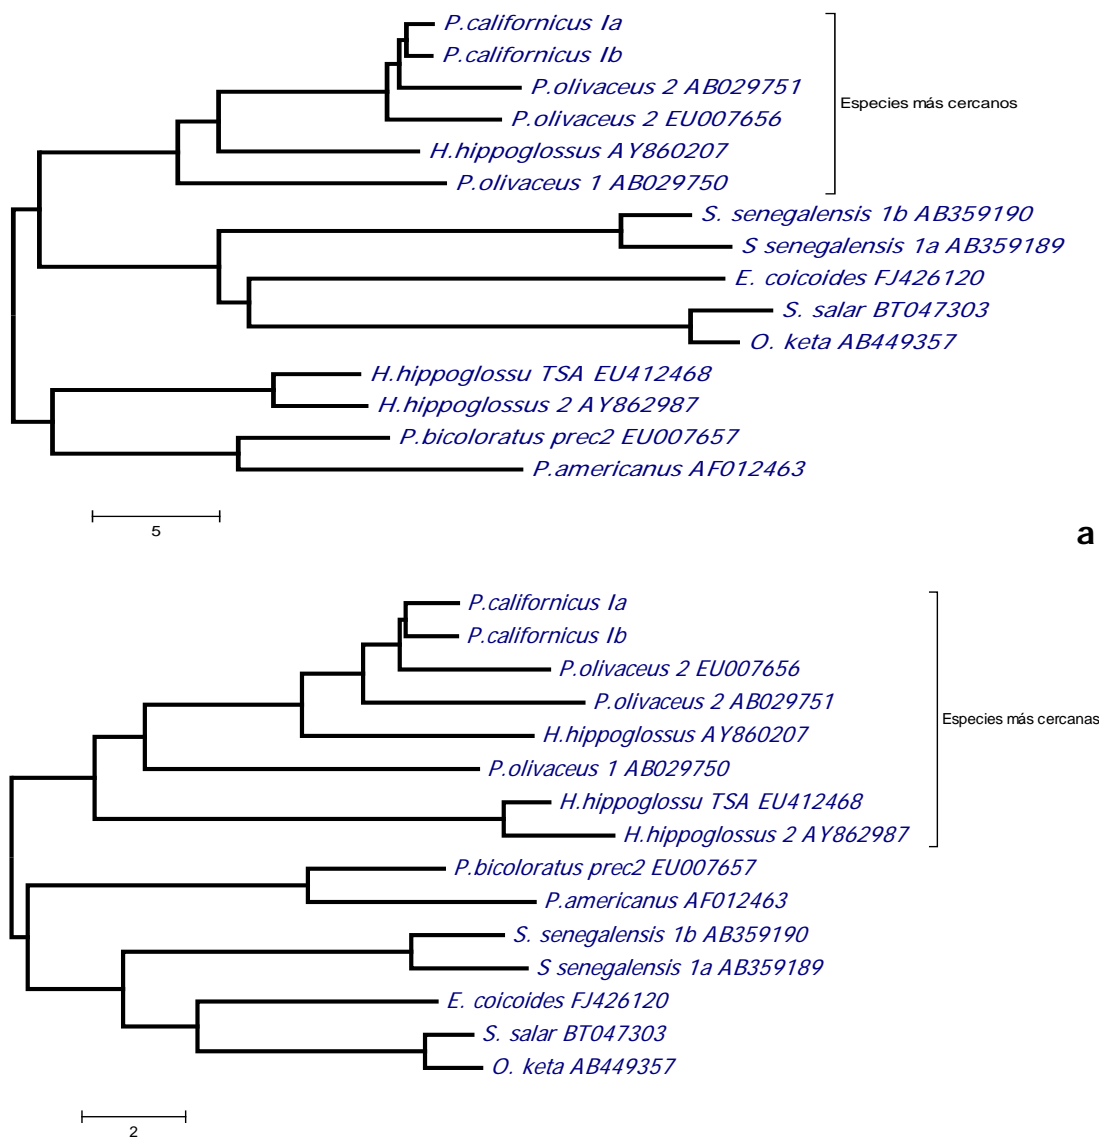 P.californicus Ia
P.californicus Ib
P.olivaceus 2 AB029751
Especies más cercanos
P.olivaceus 2 EU007656
H.hippoglossus AY860207
P.olivaceus 1 AB029750
S. senegalensis 1b AB359190
S senegalensis 1a AB359189
E. coicoides FJ426120
S. salar BT047303
O. keta AB449357
H.hippoglossu TSA EU412468
H.hippoglossus 2 AY862987
P.bicoloratus prec2 EU007657
P.americanus AF012463
5
a
P.californicus Ia
P.californicus Ib
P.olivaceus 2 EU007656
P.olivaceus 2 AB029751
Especies más cercanas
H.hippoglossus AY860207
P.olivaceus 1 AB029750
H.hippoglossu TSA EU412468
H.hippoglossus 2 AY862987
P.bicoloratus prec2 EU007657
P.americanus AF012463
S. senegalensis 1b AB359190
S senegalensis 1a AB359189
E. coicoides FJ426120
S. salar BT047303
O. keta AB449357
2